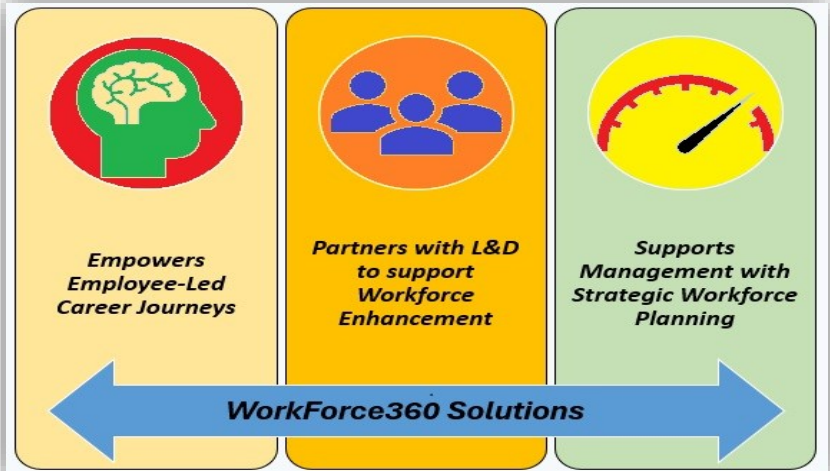 Empowers
Employee-Led
Career Journeys
Partners with L&D
to support
Workforce
Enhancement
Supports
Management with
Strategic Workforce
Planning
WorkForce360 Solutions